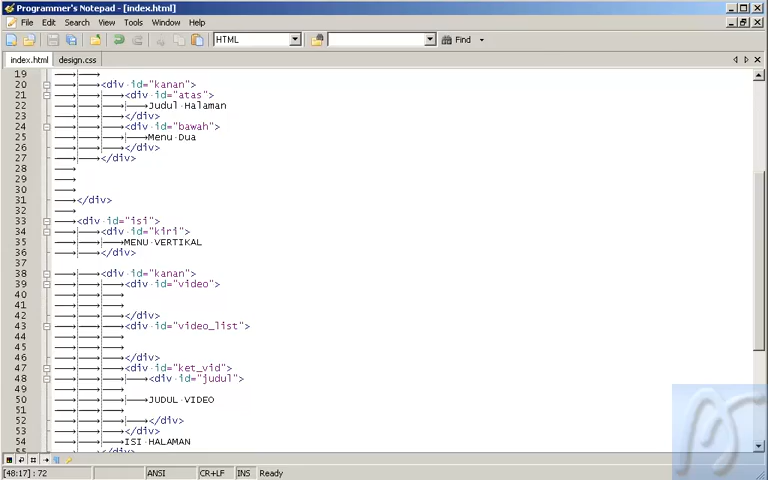 Programmer's Notepad - [index.html]
File Edit Search View Tools Window Help
HTML Find
index.html design.css
19
20 <div id="kanan">
21 <div id="atas">
22 Judul Halaman
23 </div>
24 <div id="bawah">
25 Menu Dua
26 </div>
27 </div>
28
29
30
31 </div>
32
33 <div id="isi">
34 <div id="kiri">
35 MENU VERTIKAL
36 </div>
37
38 <div id="kanan">
39 <div id="video">
40
41
42 </div>
43 <div id="video_list">
44
45
46 </div>
47 <div id="ket_vid">
48 <div id="judul">
49
50 JUDUL VIDEO
51
52 </div>
53 </div>
54 ISI HALAMAN
55 </div>
[48:17] : 72 ANSI CR+LF INS Ready